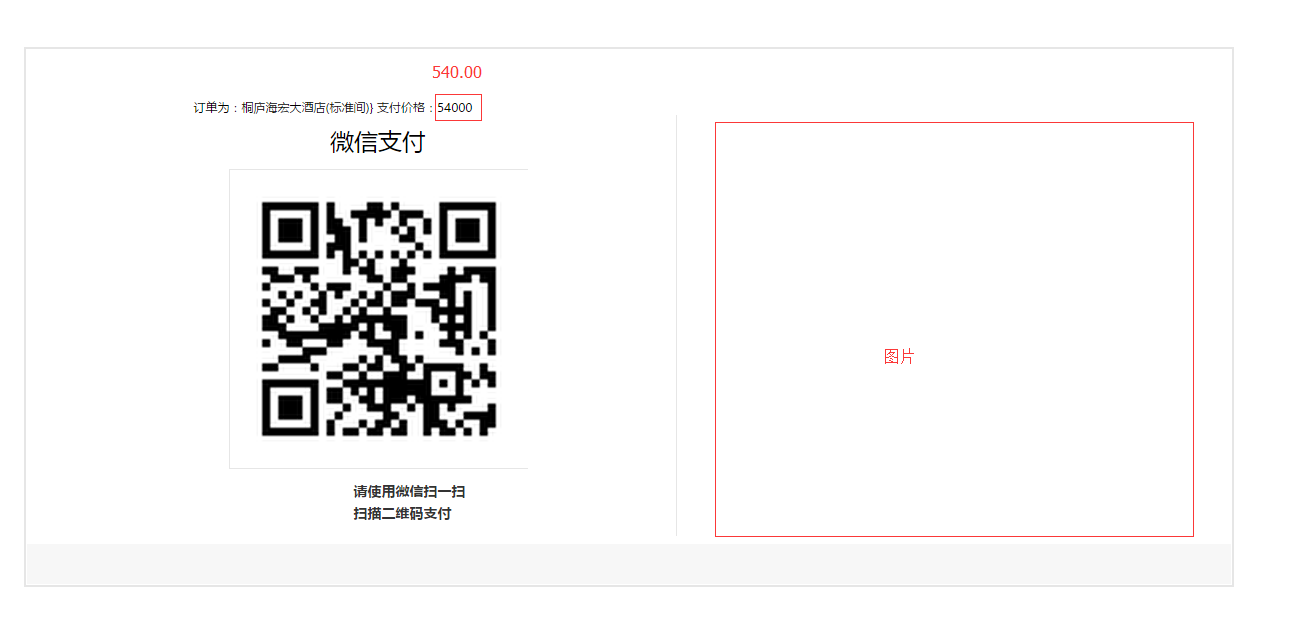 540.00
订单为：桐庐海宏大酒店(标准间)} 支付价格：54000
微信支付
图片
请使用微信扫一扫
扫描二维码支付